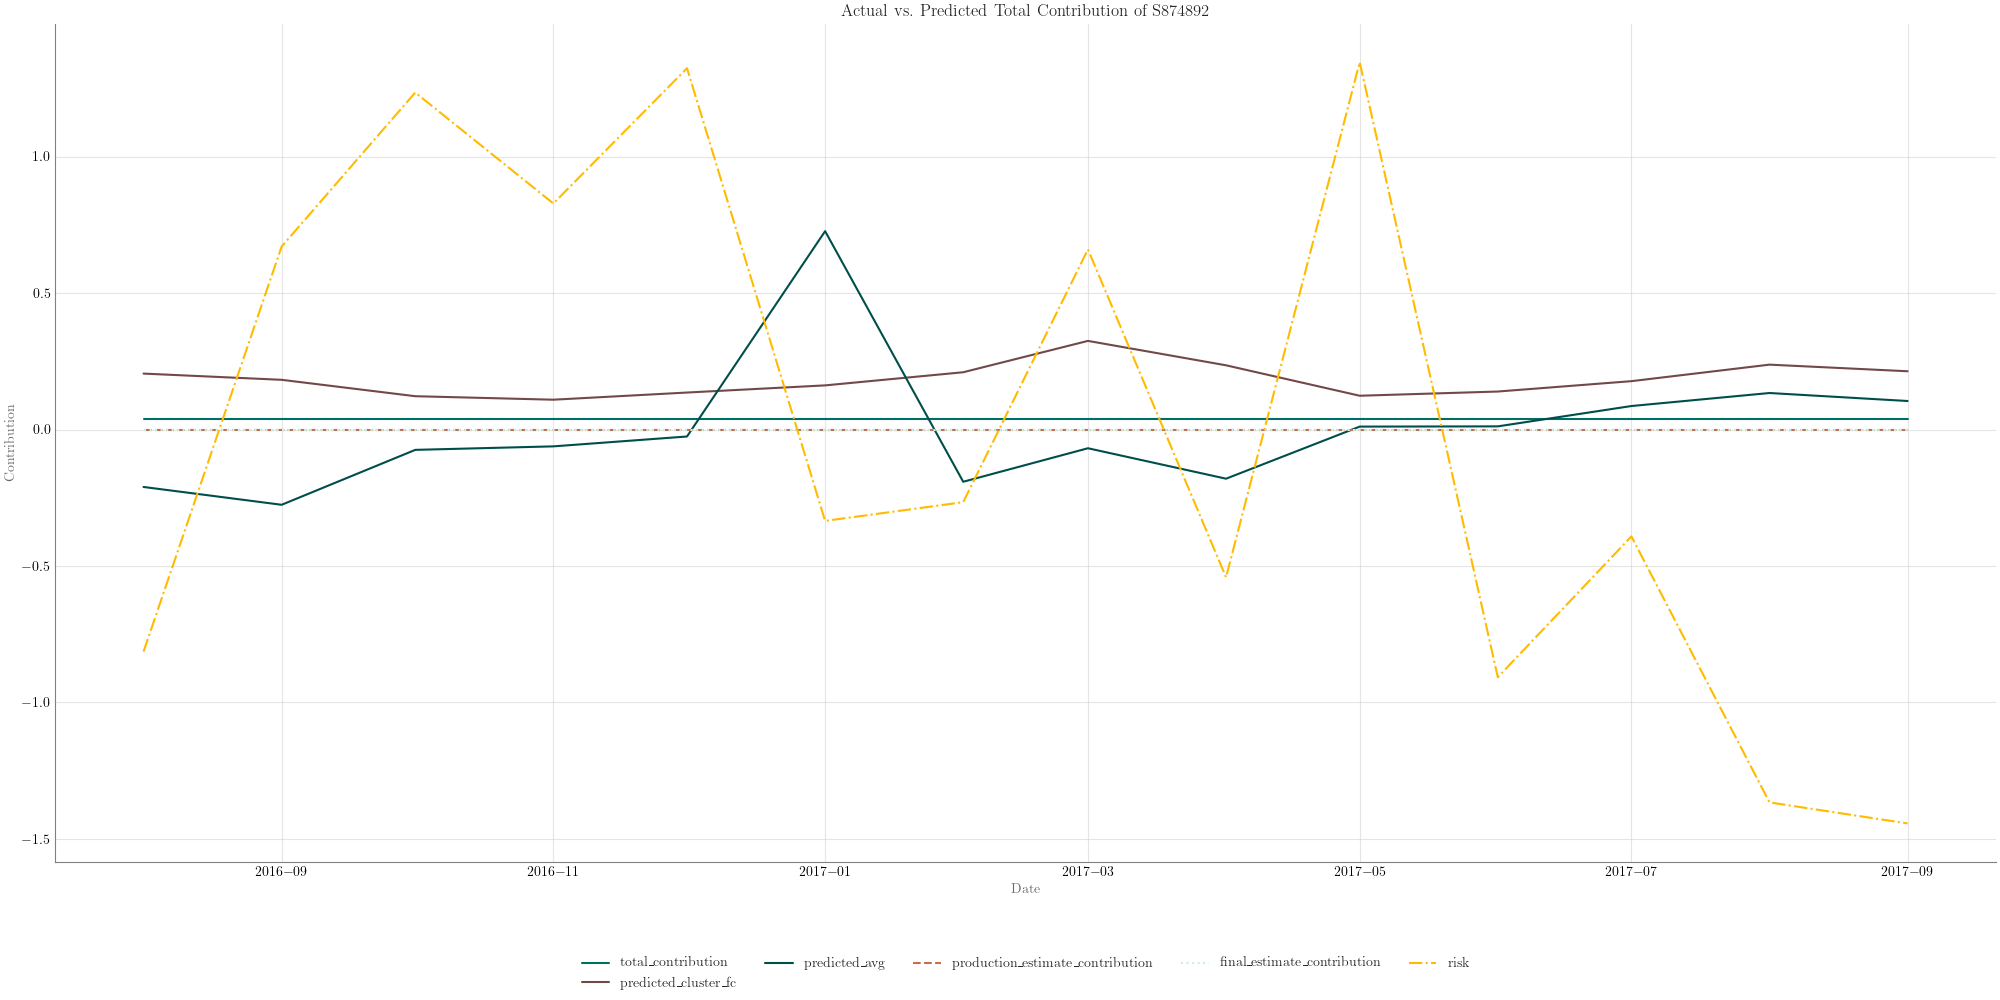 Actual vs. Predicted Total Contribution of S874892
Contribution
1.0
0.5
0.0
−0.5
−1.0
−1.5
2016−09 2016−11 2017−01 2017−03 2017−05 2017−07 2017−09
Date
total_contribution predicted_avg production_estimate_contribution final_estimate_contribution risk
predicted_cluster_fc